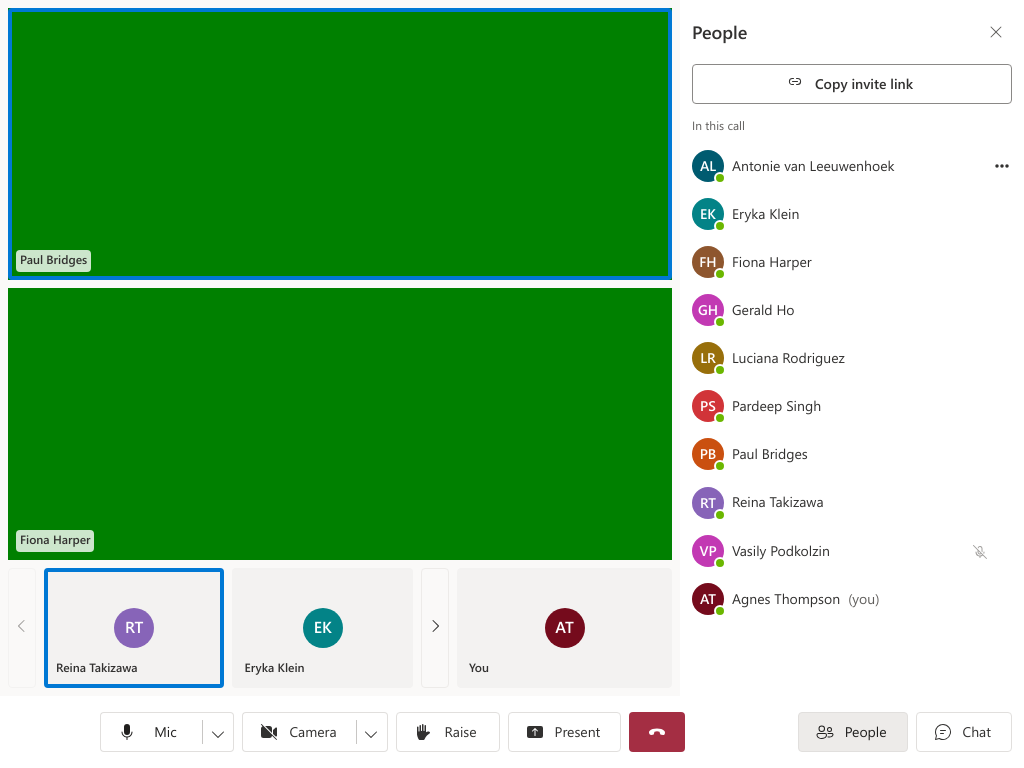 Paul Bridges
Fiona Harper
RT
Reina Takizawa
EK
Eryka Klein
AT
You
People
Copy invite link
In this call
AL Antonie van Leeuwenhoek
EK Eryka Klein
FH Fiona Harper
GH Gerald Ho
LR Luciana Rodriguez
PS Pardeep Singh
PB Paul Bridges
RT Reina Takizawa
VP Vasily Podkolzin
AT Agnes Thompson (you)
Mic Camera Raise Present People Chat